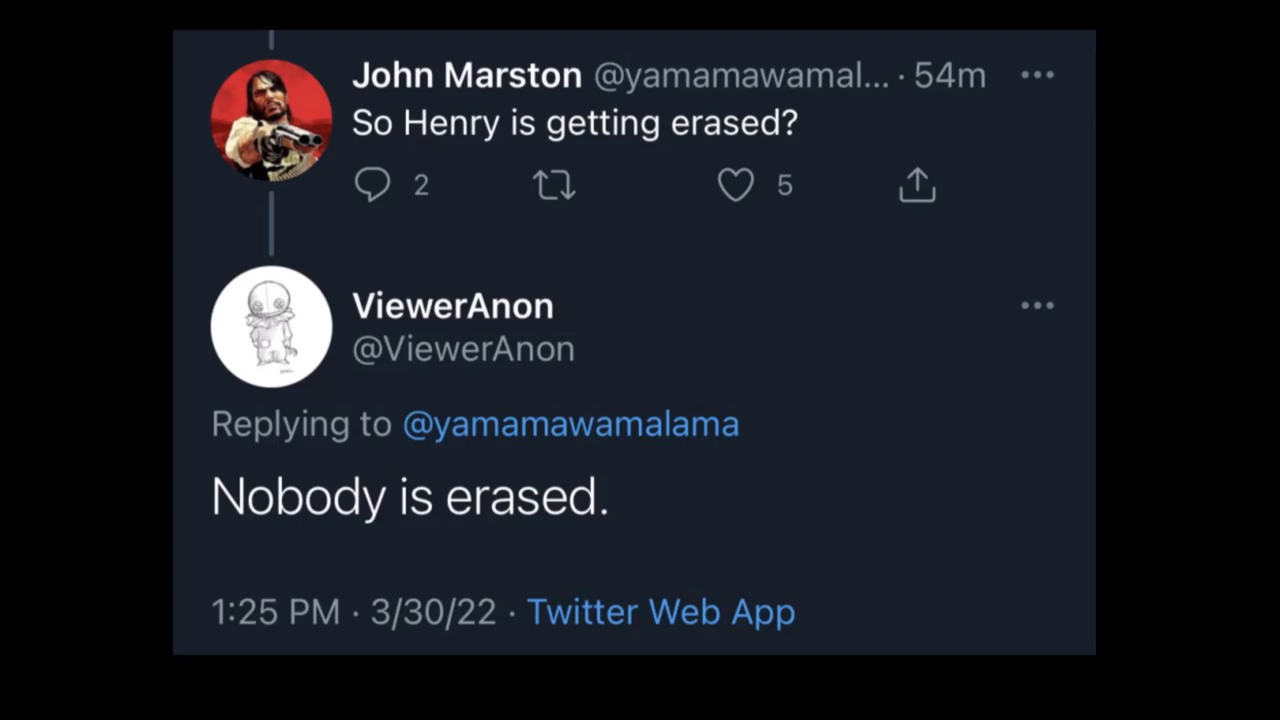 John Marston @yamamawamal... · 54m
So Henry is getting erased?
2 5
ViewerAnon
@ViewerAnon
Replying to @yamamawamalama
Nobody is erased.
1:25 PM · 3/30/22 · Twitter Web App